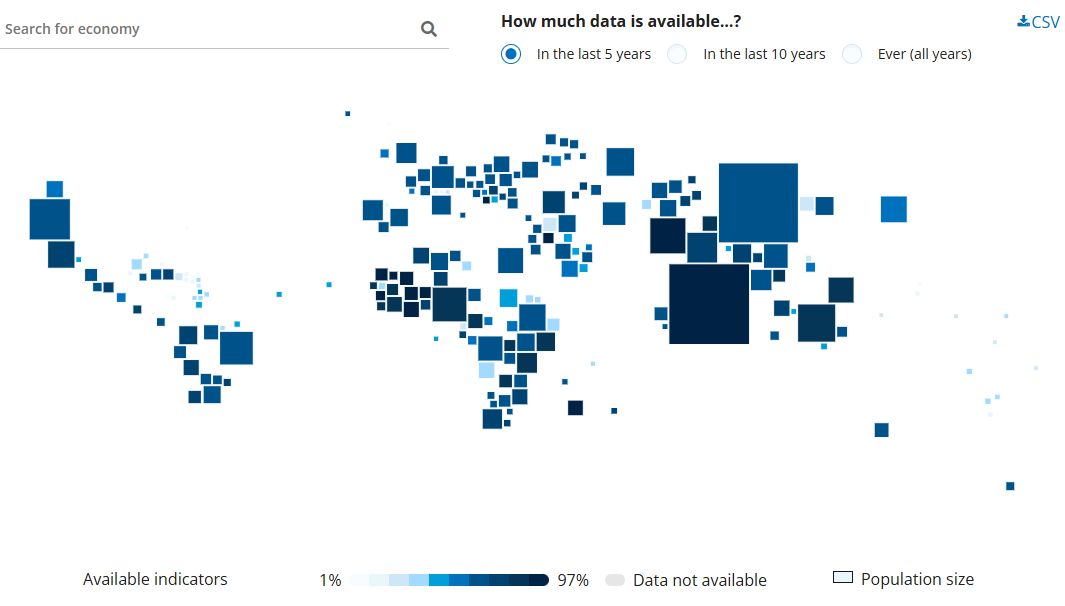 Search for economy
How much data is available...?
CSV
In the last 5 years
In the last 10 years
Ever (all years)
Available indicators
1%
97%
Data not available
Population size